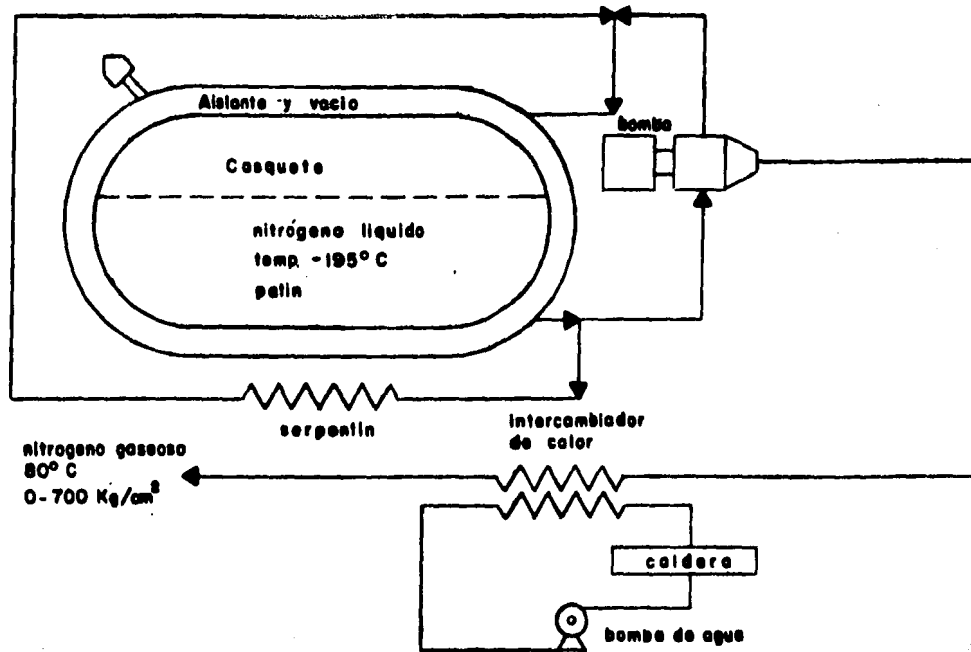 Aislante y vacio
bomba
Casquete
nitrógeno liquido
temp. -195° C
patin
serpentin
intercambiador
de calor
nitrogeno gaseoso
80° C
0-700 Kg/cm²
caldera
bomba de agua